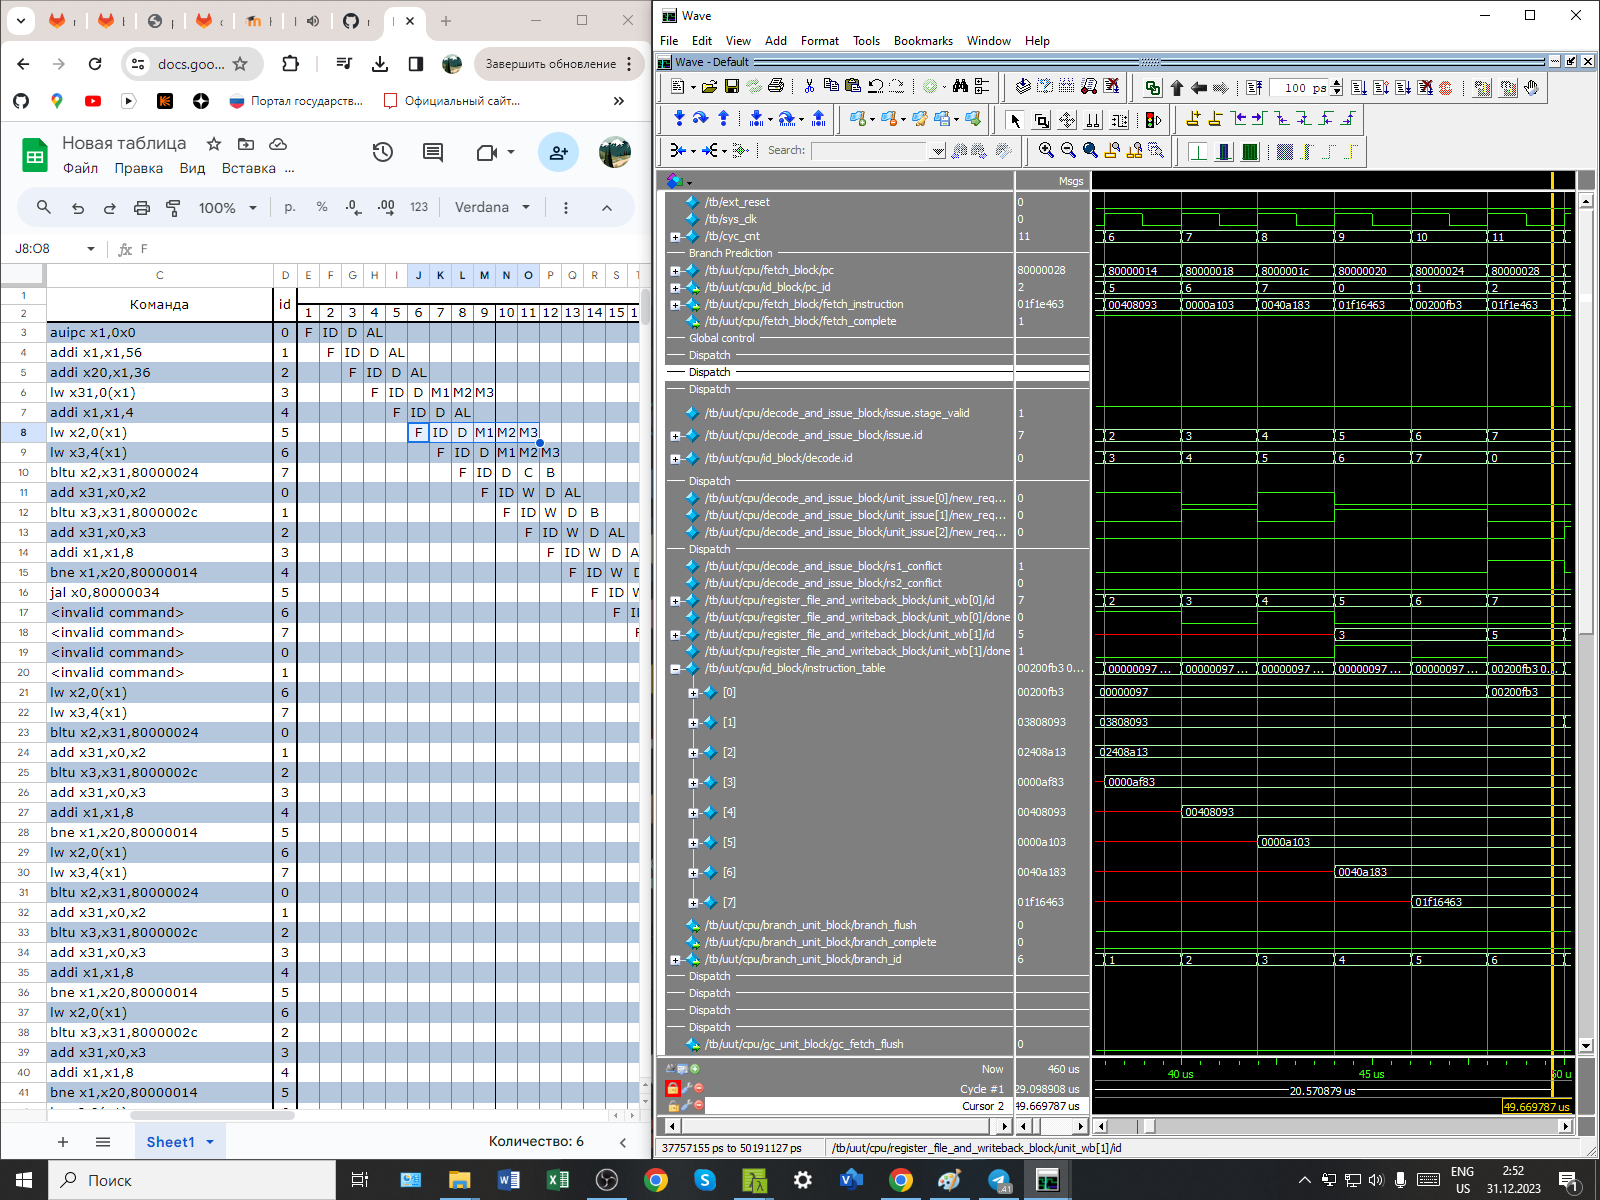 docs.goo...
Завершить обновление
Портал государств...
Официальный сайт...
Новая таблица
Файл Правка Вид Вставка ...
100% р. % .0 .00 123 Verdana
J8:O8 fx F
C D E F G H I J K L M N O P Q R S T
1 Команда id
2 1 2 3 4 5 6 7 8 9 10 11 12 13 14 15 1
3 auipc x1,0x0 0 F ID D AL
4 addi x1,x1,56 1 F ID D AL
5 addi x20,x1,36 2 F ID D AL
6 lw x31,0(x1) 3 F ID D M1 M2 M3
7 addi x1,x1,4 4 F ID D AL
8 lw x2,0(x1) 5 F ID D M1 M2 M3
9 lw x3,4(x1) 6 F ID D M1 M2 M3
10 bltu x2,x31,80000024 7 F ID D C B
11 add x31,x0,x2 0 F ID W D AL
12 bltu x3,x31,8000002c 1 F ID W D B
13 add x31,x0,x3 2 F ID W D AL
14 addi x1,x1,8 3 F ID W D A
15 bne x1,x20,80000014 4 F ID W D
16 jal x0,80000034 5 F ID W
17 <invalid command> 6 F ID
18 <invalid command> 7 F
19 <invalid command> 0
20 <invalid command> 1
21 lw x2,0(x1) 6
22 lw x3,4(x1) 7
23 bltu x2,x31,80000024 0
24 add x31,x0,x2 1
25 bltu x3,x31,8000002c 2
26 add x31,x0,x3 3
27 addi x1,x1,8 4
28 bne x1,x20,80000014 5
29 lw x2,0(x1) 6
30 lw x3,4(x1) 7
31 bltu x2,x31,80000024 0
32 add x31,x0,x2 1
33 bltu x3,x31,8000002c 2
34 add x31,x0,x3 3
35 addi x1,x1,8 4
36 bne x1,x20,80000014 5
37 lw x2,0(x1) 6
38 bltu x3,x31,8000002c 2
39 add x31,x0,x3 3
40 addi x1,x1,8 4
41 bne x1,x20,80000014 5
Sheet1 Количество: 6
Wave
File Edit View Add Format Tools Bookmarks Window Help
Wave - Default
100 ps
Search:
Msgs
/tb/ext_reset 0
/tb/sys_clk 0
/tb/cyc_cnt 11 6 7 8 9 10 11
Branch Prediction
/tb/uut/cpu/fetch_block/pc 80000028 80000014 80000018 8000001c 80000020 80000024 80000028
/tb/uut/cpu/id_block/pc_id 2 5 6 7 0 1 2
/tb/uut/cpu/fetch_block/fetch_instruction 01f1e463 00408093 0000a103 0040a183 01f16463 00200fb3 01f1e463
/tb/uut/cpu/fetch_block/fetch_complete 1
Global control
Dispatch
Dispatch
Dispatch
/tb/uut/cpu/decode_and_issue_block/issue.stage_valid 1
/tb/uut/cpu/decode_and_issue_block/issue.id 7 2 3 4 5 6 7
/tb/uut/cpu/id_block/decode.id 0 3 4 5 6 7 0
Dispatch
/tb/uut/cpu/decode_and_issue_block/unit_issue[0]/new_req... 0
/tb/uut/cpu/decode_and_issue_block/unit_issue[1]/new_req... 0
/tb/uut/cpu/decode_and_issue_block/unit_issue[2]/new_req... 0
Dispatch
/tb/uut/cpu/decode_and_issue_block/rs1_conflict 1
/tb/uut/cpu/decode_and_issue_block/rs2_conflict 0
/tb/uut/cpu/register_file_and_writeback_block/unit_wb[0]/id 7 2 3 4 5 6 7
/tb/uut/cpu/register_file_and_writeback_block/unit_wb[0]/done 0
/tb/uut/cpu/register_file_and_writeback_block/unit_wb[1]/id 5 3 5
/tb/uut/cpu/register_file_and_writeback_block/unit_wb[1]/done 1
/tb/uut/cpu/id_block/instruction_table 00200fb3 0... 00000097 ... 00000097 ... 00000097 ... 00000097 ... 00000097 ... 00200fb3 0...
[0] 00200fb3 00000097 00200fb3
[1] 03808093 03808093
[2] 02408a13 02408a13
[3] 0000af83 0000af83
[4] 00408093 00408093
[5] 0000a103 0000a103
[6] 0040a183 0040a183
[7] 01f16463 01f16463
/tb/uut/cpu/branch_unit_block/branch_flush 0
/tb/uut/cpu/branch_unit_block/branch_complete 0
/tb/uut/cpu/branch_unit_block/branch_id 6 1 2 3 4 5 6
Dispatch
Dispatch
Dispatch
Dispatch
/tb/uut/cpu/gc_unit_block/gc_fetch_flush 0
Now 460 us 40 us 45 us 50 u
Cycle #1 29.098908 us 20.570879 us
Cursor 2 49.669787 us 49.669787 us
37757155 ps to 50191127 ps /tb/uut/cpu/register_file_and_writeback_block/unit_wb[1]/id
Поиск
41
ENG
US
2:52
31.12.2023
1